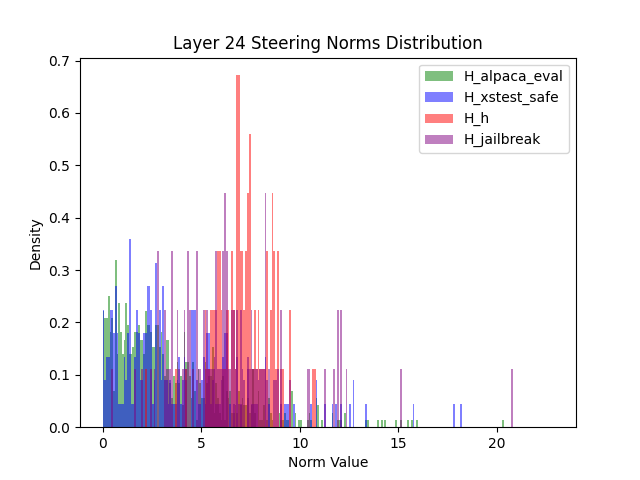 Layer 24 Steering Norms Distribution
H_alpaca_eval
H_xstest_safe
H_h
H_jailbreak
0.7
0.6
0.5
0.4
0.3
0.2
0.1
0.0
Density
0 5 10 15 20
Norm Value